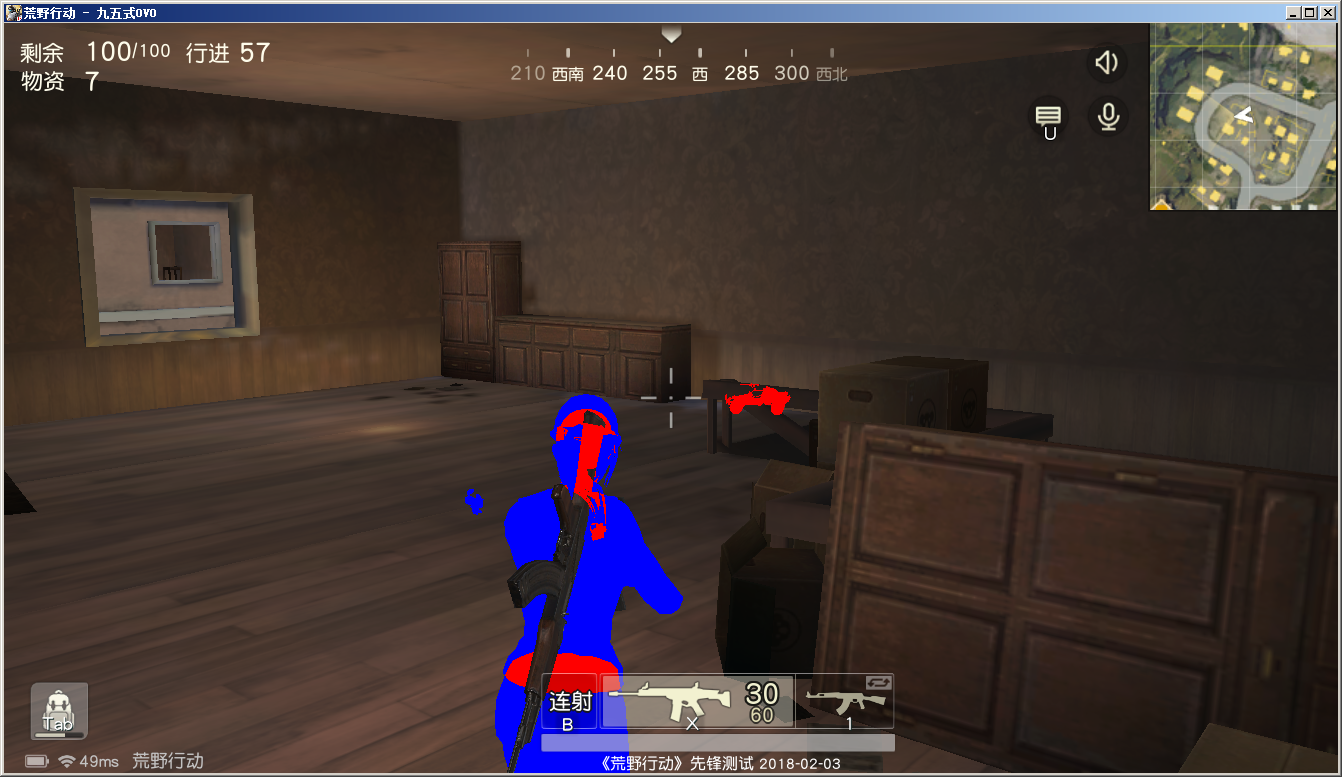 荒野行动 - 九五式OVO
剩余 100/100 行进 57
物资 7
210 西南 240 255 西 285 300 西北
U
Tab
连射 B
X
30
60
1
49ms 荒野行动
《荒野行动》先锋测试 2018-02-03